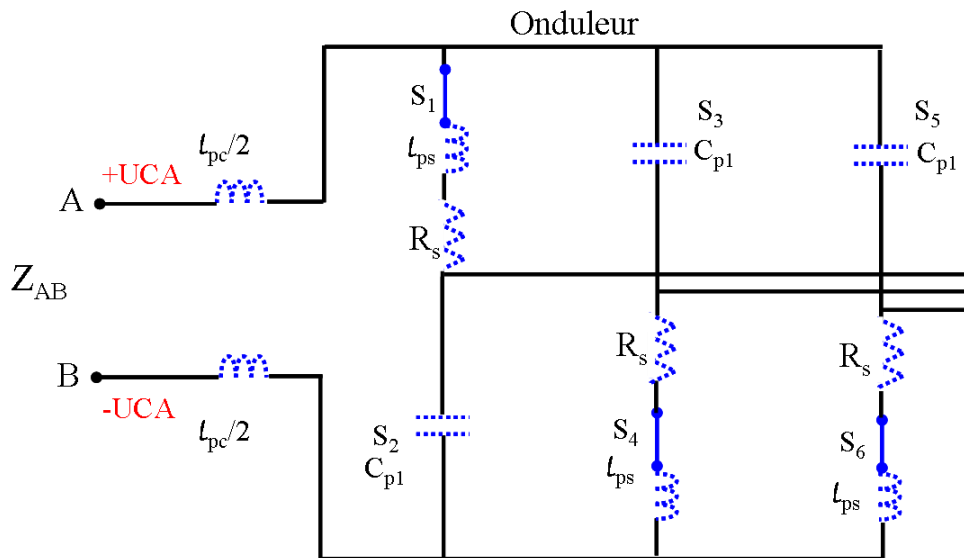 Onduleur
S1
lps
Rs
S3
Cp1
S5
Cp1
lpc/2
+UCA
A
ZAB
B
-UCA
lpc/2
S2
Cp1
Rs
S4
lps
Rs
S6
lps